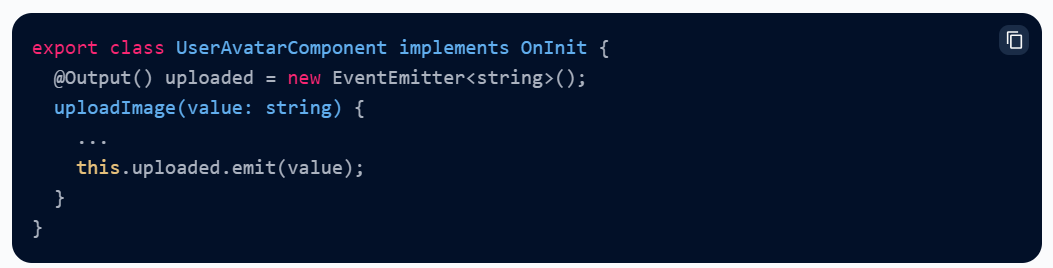 export class UserAvatarComponent implements OnInit {
  @Output() uploaded = new EventEmitter<string>();
  uploadImage(value: string) {
    ...
    this.uploaded.emit(value);
  }
}